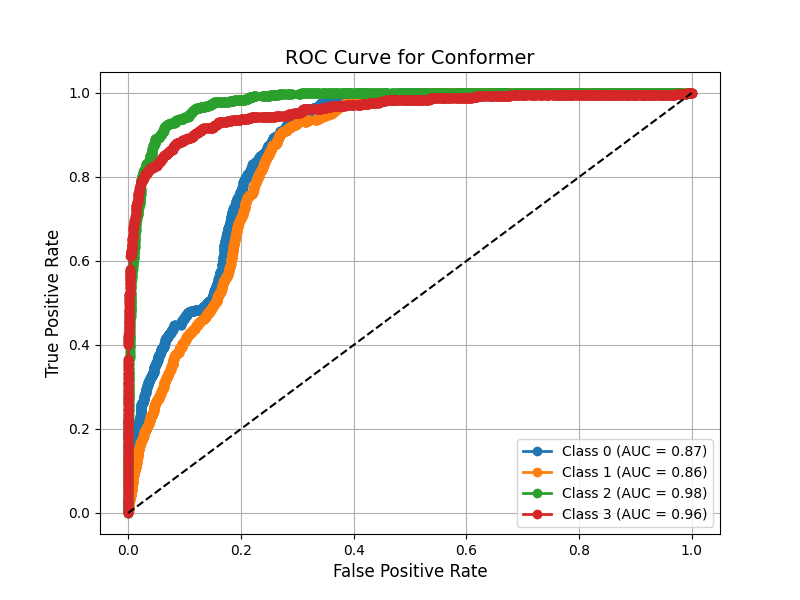 ROC Curve for Conformer
True Positive Rate
1.0
0.8
0.6
0.4
0.2
0.0
0.0 0.2 0.4 0.6 0.8 1.0
False Positive Rate
Class 0 (AUC = 0.87)
Class 1 (AUC = 0.86)
Class 2 (AUC = 0.98)
Class 3 (AUC = 0.96)